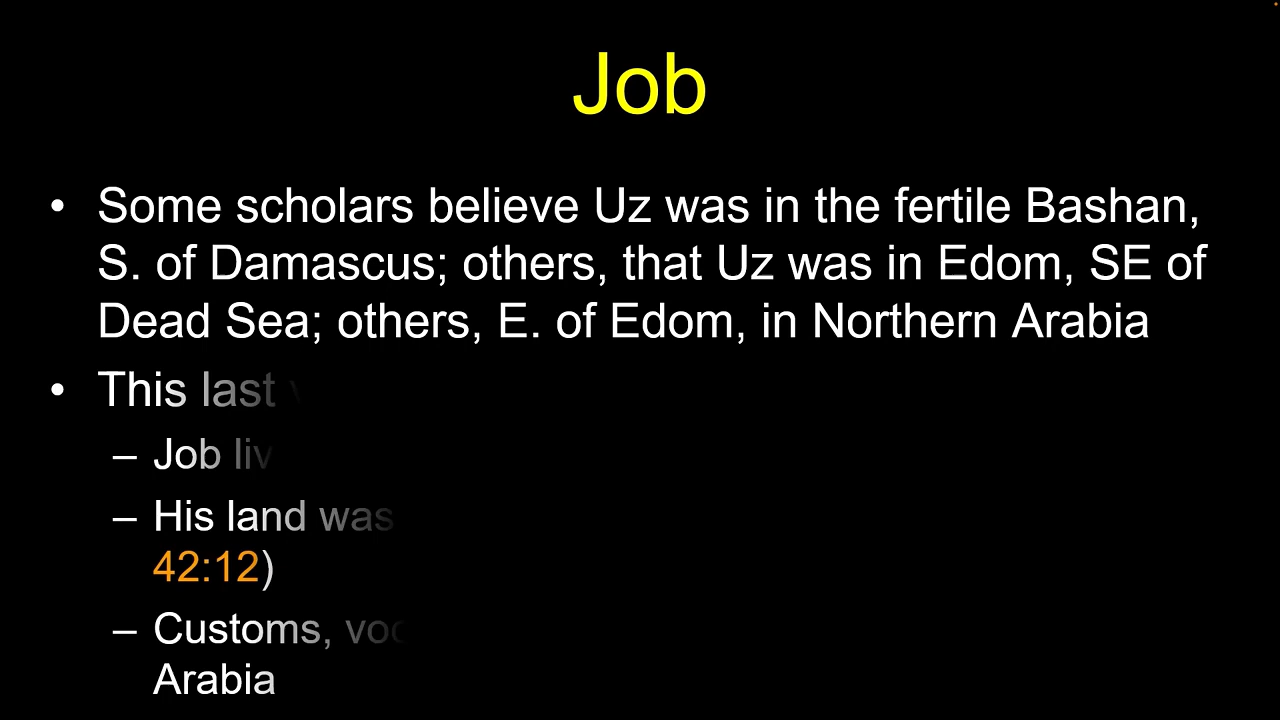 Job
• Some scholars believe Uz was in the fertile Bashan,
S. of Damascus; others, that Uz was in Edom, SE of
Dead Sea; others, E. of Edom, in Northern Arabia
• This last
– Job
– His land was
42:12)
– Customs,
Arabia